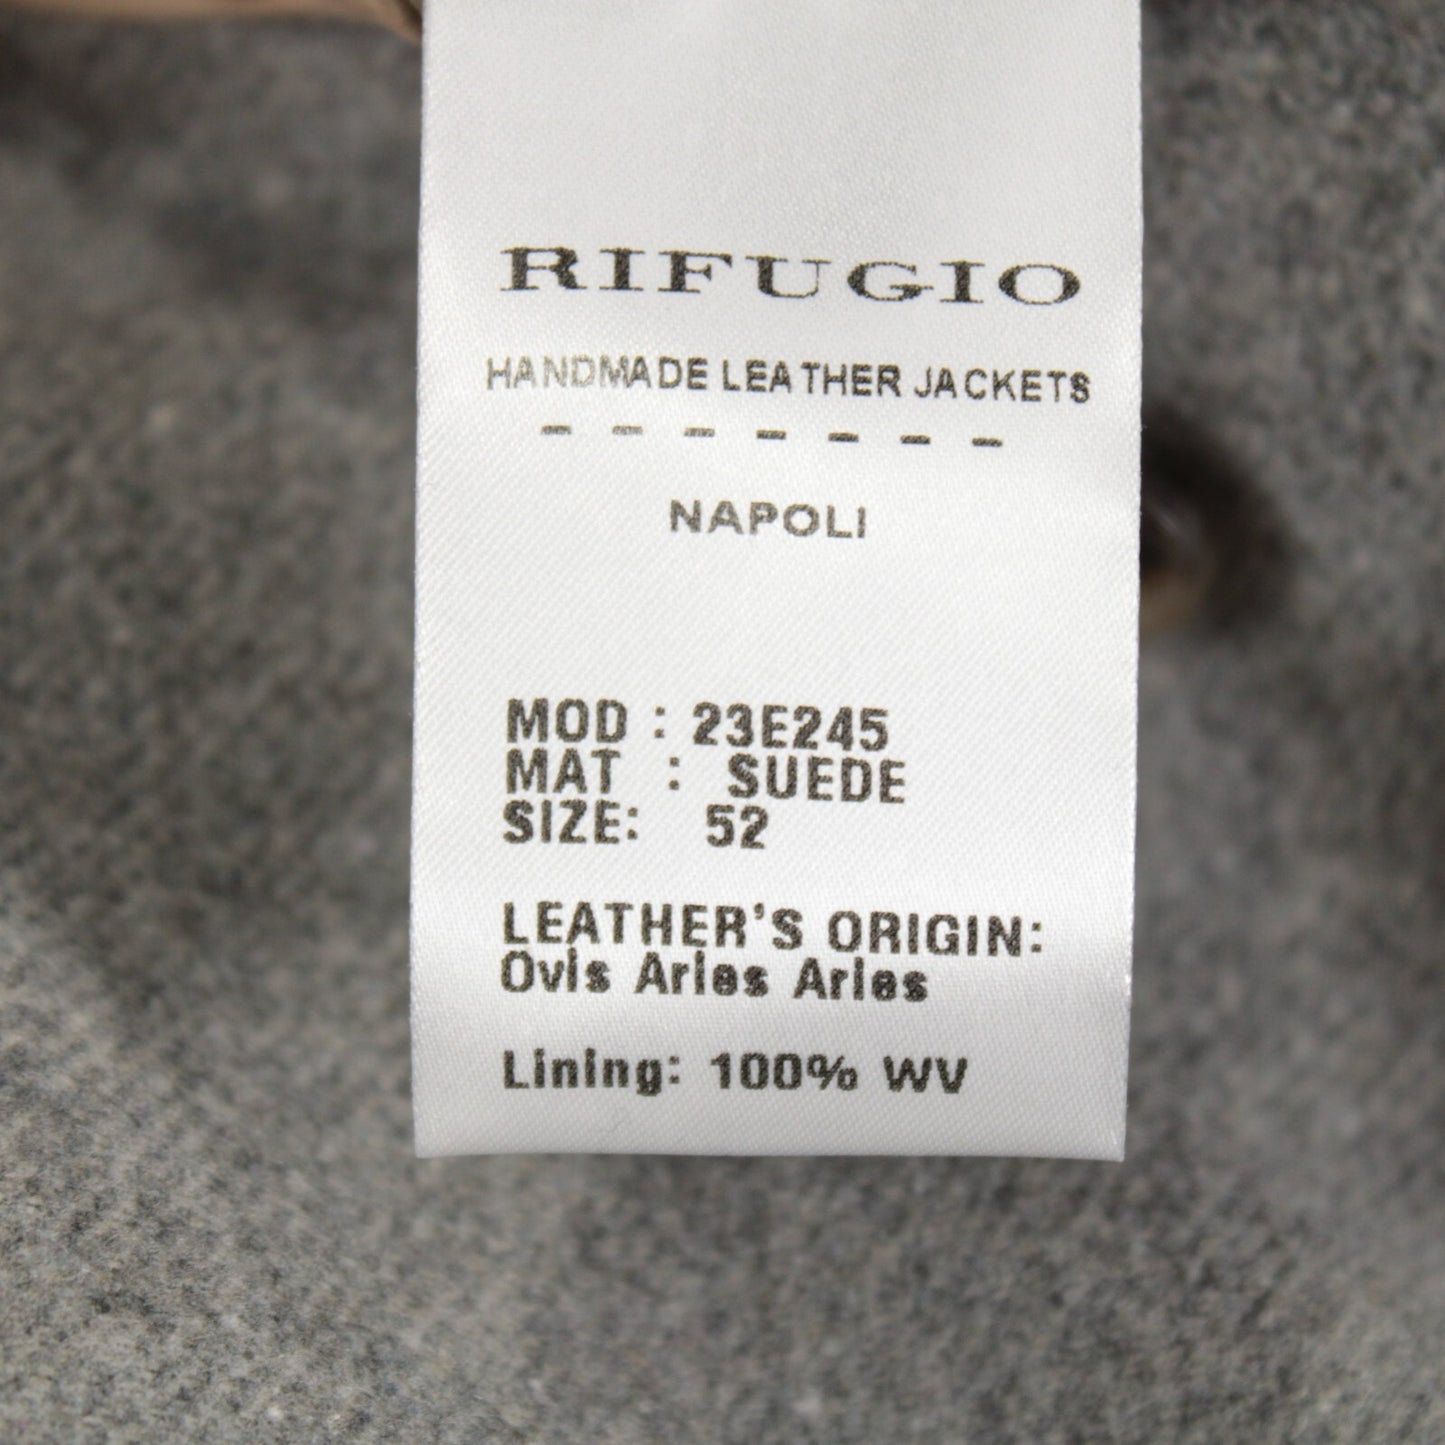 RIFUGIO
HANDMADE LEATHER JACKETS
- - - - - - -
NAPOLI
MOD : 23E245
MAT : SUEDE
SIZE: 52
LEATHER'S ORIGIN:
Ovis Aries Aries
Lining: 100% WV